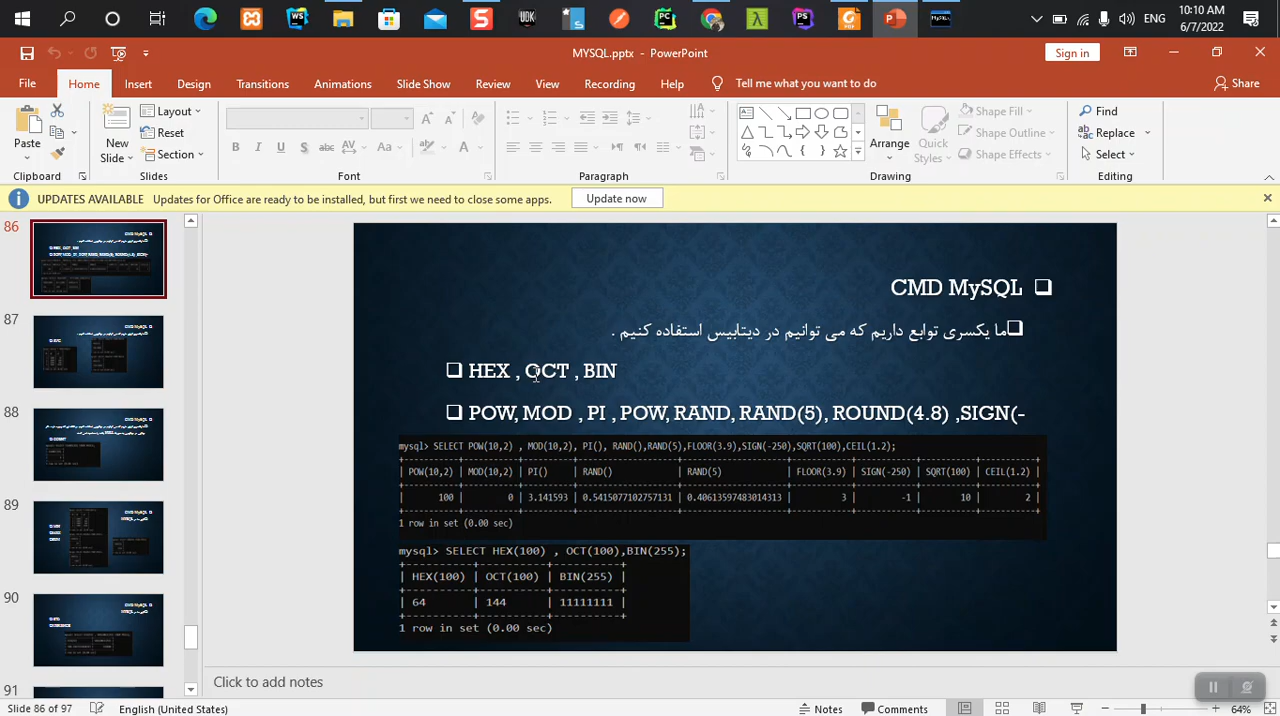 ENG
1:10 AM
6/7/2022
MYSQL.pptx - PowerPoint
Sign in
File Home Insert Design Transitions Animations Slide Show Review View Recording Help Tell me what you want to do
Share
Paste
Clipboard
New
Slide
Layout
Reset
Section
Slides
Font
Paragraph
Arrange
Quick
Styles
Shape Fill
Shape Outline
Shape Effects
Drawing
Find
Replace
Select
Editing
UPDATES AVAILABLE Updates for Office are ready to be installed, but first we need to close some apps. Update now
86
87
88
89
90
91
CMD MySQL
ما یکسری توابع داریم که می توانیم در دیتابیس استفاده کنیم .
HEX , OCT , BIN
POW, MOD , PI , POW, RAND, RAND(5),ROUND(4.8) ,SIGN(-
mysql> SELECT POW(10,2) , MOD(10,2), PI(), RAND(),RAND(5),FLOOR(3.9),SIGN(-250),SQRT(100),CEIL(1.2);
| POW(10,2) | MOD(10,2) | PI() | RAND() | RAND(5) | FLOOR(3.9) | SIGN(-250) | SQRT(100) | CEIL(1.2) |
| 100 | 0 | 3.141593 | 0.5415077102757131 | 0.40613597483014313 | 3 | -1 | 10 | 2 |
1 row in set (0.00 sec)
mysql> SELECT HEX(100) , OCT(100),BIN(255);
| HEX(100) | OCT(100) | BIN(255) |
| 64 | 144 | 11111111 |
1 row in set (0.00 sec)
Click to add notes
Slide 86 of 97
English (United States)
Notes
Comments
64%